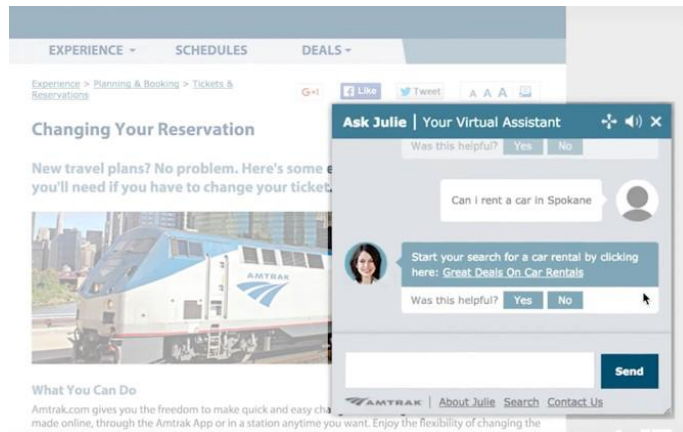 EXPERIENCE SCHEDULES DEALS
Experience > Planning & Booking > Tickets &
Reservations
G+1 Like Tweet A A A
Changing Your Reservation
New travel plans? No problem. Here's some
you'll need if you have to change your ticket.
AMTRAK
What You Can Do
Amtrak.com gives you the freedom to make quick and easy
made online, through the Amtrak App or in a station anytime you want. Enjoy the flexibility of changing the
Ask Julie | Your Virtual Assistant
Was this helpful? Yes No
Can i rent a car in Spokane
Start your search for a car rental by clicking
here: Great Deals On Car Rentals
Was this helpful? Yes No
Send
AMTRAK | About Julie Search Contact Us